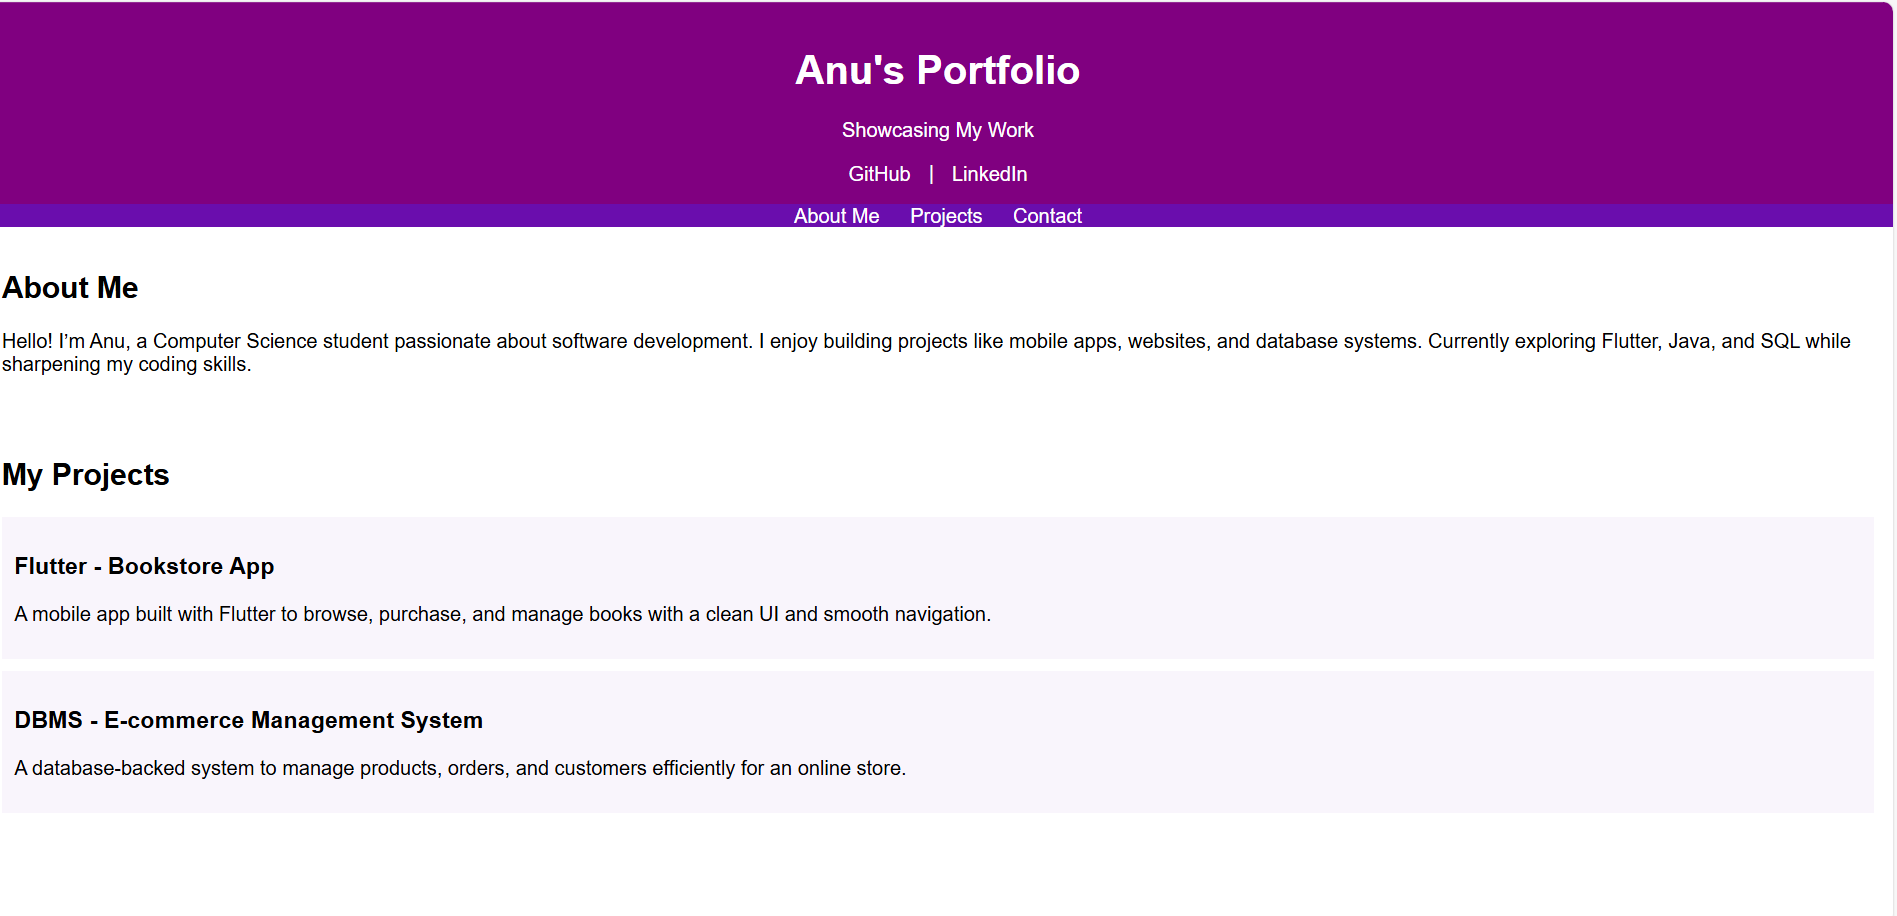 Anu's Portfolio
Showcasing My Work
GitHub | LinkedIn
About Me Projects Contact
About Me
Hello! I’m Anu, a Computer Science student passionate about software development. I enjoy building projects like mobile apps, websites, and database systems. Currently exploring Flutter, Java, and SQL while
sharpening my coding skills.
My Projects
Flutter - Bookstore App
A mobile app built with Flutter to browse, purchase, and manage books with a clean UI and smooth navigation.
DBMS - E-commerce Management System
A database-backed system to manage products, orders, and customers efficiently for an online store.